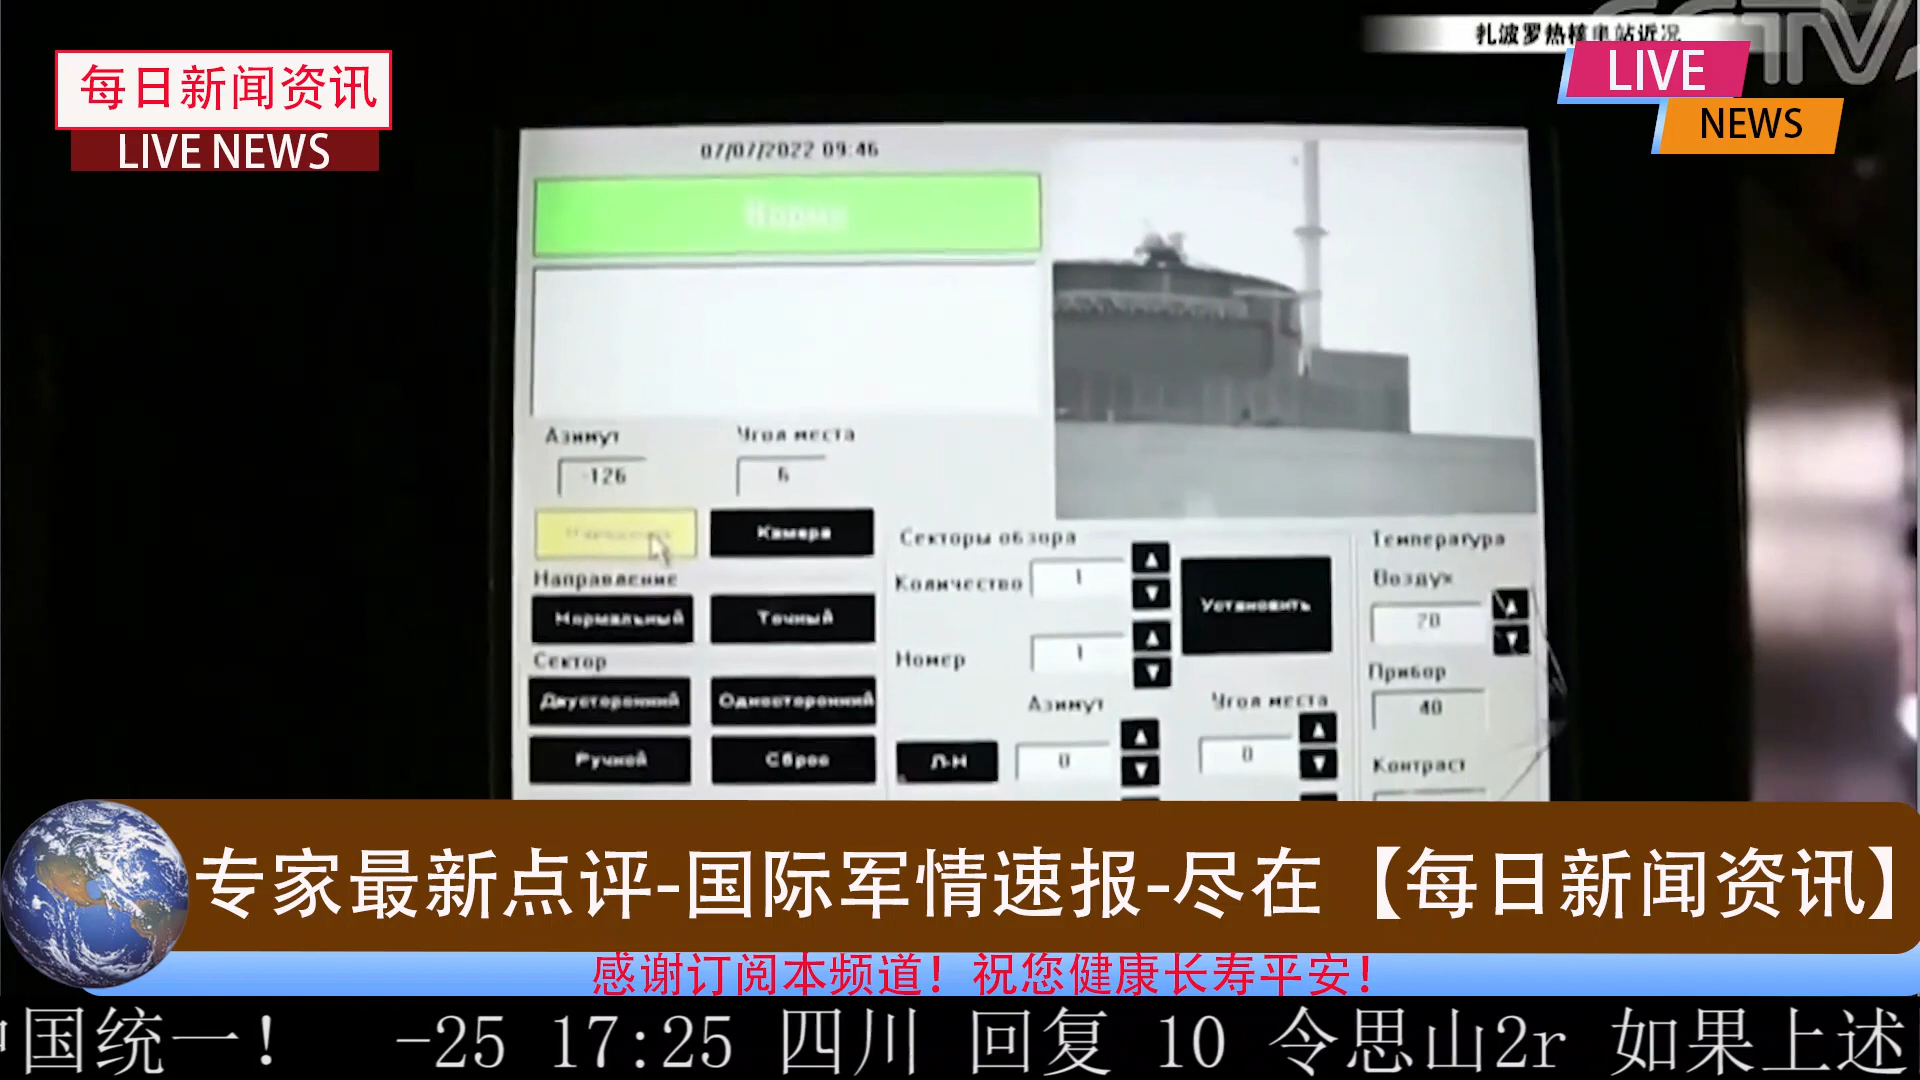 扎波罗热核电站近况
CCTV
每日新闻资讯
LIVE NEWS
LIVE
NEWS
07/07/2022 09:46
Норма
Азимут
Угол места
-126
6
Камера
Направление
Нормальный
Точный
Сектор
Двусторонний
Односторонний
Ручной
Сброс
Секторы обзора
Количество
1
Номер
1
Установить
Азимут
Угол места
Л-Н
0
0
Температура
Воздух
20
Прибор
40
Контраст
专家最新点评-国际军情速报-尽在【每日新闻资讯】
感谢订阅本频道！祝您健康长寿平安！
中国统一！ -25 17:25 四川 回复 10 令思山2r 如果上述